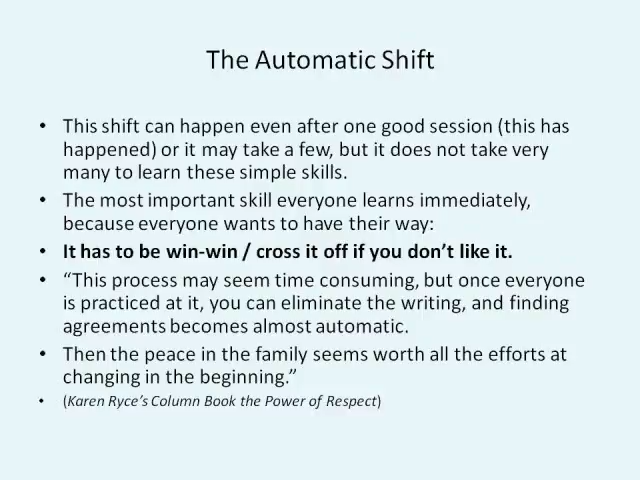 The Automatic Shift
• This shift can happen even after one good session (this has
happened) or it may take a few, but it does not take very
many to learn these simple skills.
• The most important skill everyone learns immediately,
because everyone wants to have their way:
• It has to be win-win / cross it off if you don’t like it.
• “This process may seem time consuming, but once everyone
is practiced at it, you can eliminate the writing, and finding
agreements becomes almost automatic.
• Then the peace in the family seems worth all the efforts at
changing in the beginning.”
• (Karen Ryce’s Column Book the Power of Respect)